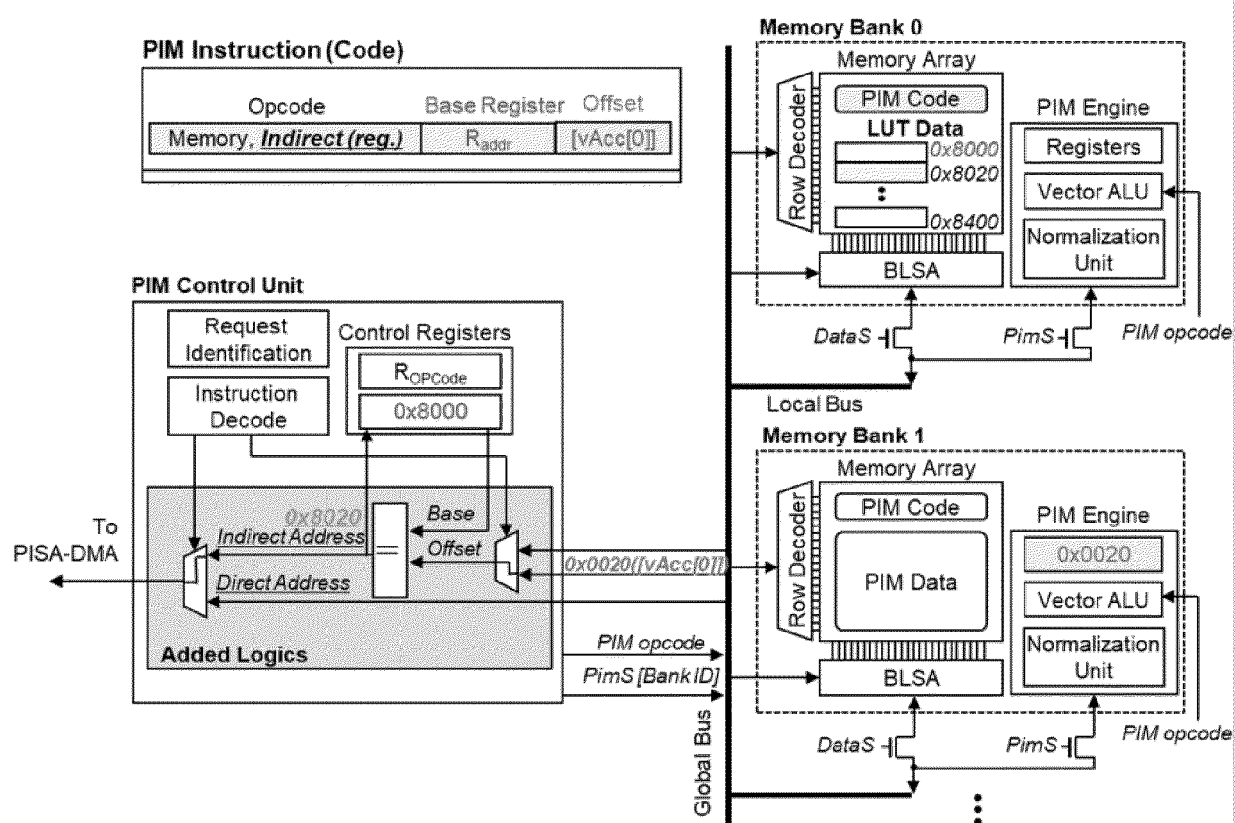 PIM Instruction (Code)
Opcode Base Register Offset
Memory, Indirect (reg.) Raddr [vAcc[0]]
PIM Control Unit
Request
Identification
Instruction
Decode
Control Registers
ROPCode
0x8000
To
PISA-DMA
0x8020
Indirect Address
Direct Address
Base
Offset
0x0020([vAcc[0]])
Added Logics
PIM opcode
PimS [Bank ID]
Global Bus
Memory Bank 0
Memory Array
Row Decoder
PIM Code
LUT Data
0x8000
0x8020
0x8400
BLSA
PIM Engine
Registers
Vector ALU
Normalization
Unit
DataS
PimS
PIM opcode
Local Bus
Memory Bank 1
Memory Array
Row Decoder
PIM Code
PIM Data
BLSA
PIM Engine
0x0020
Vector ALU
Normalization
Unit
DataS
PimS
PIM opcode